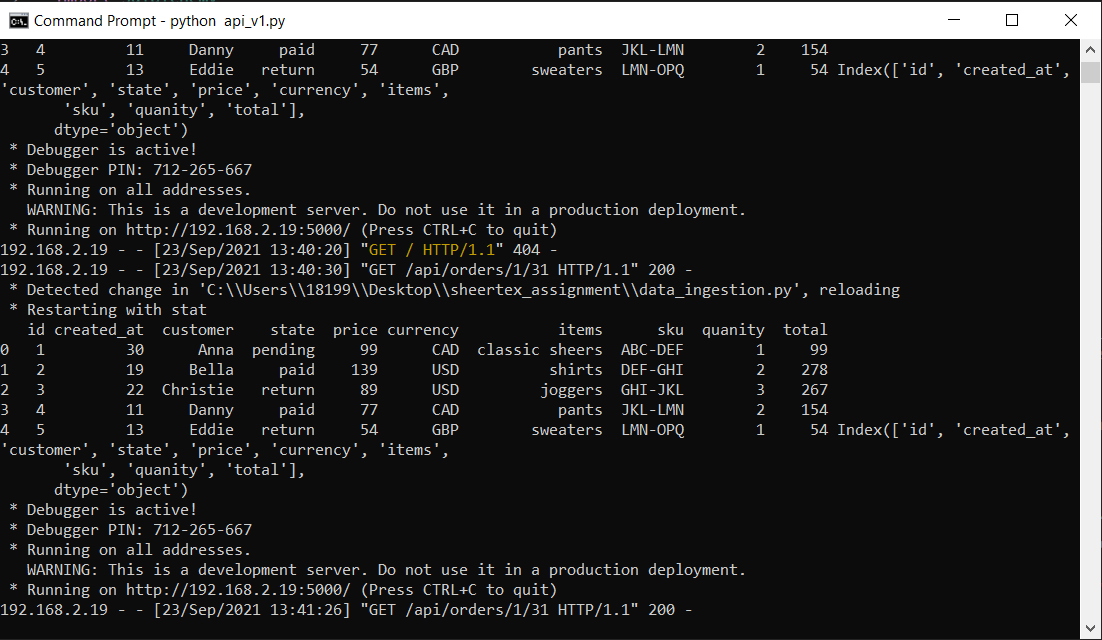 Command Prompt - python  api_v1.py
3   4         11     Danny     paid     77      CAD           pants  JKL-LMN        2    154
4   5         13     Eddie   return     54      GBP        sweaters  LMN-OPQ        1     54 Index(['id', 'created_at',
'customer', 'state', 'price', 'currency', 'items',
       'sku', 'quanity', 'total'],
      dtype='object')
 * Debugger is active!
 * Debugger PIN: 712-265-667
 * Running on all addresses.
   WARNING: This is a development server. Do not use it in a production deployment.
 * Running on http://192.168.2.19:5000/ (Press CTRL+C to quit)
192.168.2.19 - - [23/Sep/2021 13:40:20] "GET / HTTP/1.1" 404 -
192.168.2.19 - - [23/Sep/2021 13:40:30] "GET /api/orders/1/31 HTTP/1.1" 200 -
 * Detected change in 'C:\\Users\\18199\\Desktop\\sheertex_assignment\\data_ingestion.py', reloading
 * Restarting with stat
   id created_at  customer    state  price currency           items      sku  quanity  total
0   1         30      Anna  pending     99      CAD  classic sheers  ABC-DEF        1     99
1   2         19     Bella     paid    139      USD          shirts  DEF-GHI        2    278
2   3         22  Christie   return     89      USD         joggers  GHI-JKL        3    267
3   4         11     Danny     paid     77      CAD           pants  JKL-LMN        2    154
4   5         13     Eddie   return     54      GBP        sweaters  LMN-OPQ        1     54 Index(['id', 'created_at',
'customer', 'state', 'price', 'currency', 'items',
       'sku', 'quanity', 'total'],
      dtype='object')
 * Debugger is active!
 * Debugger PIN: 712-265-667
 * Running on all addresses.
   WARNING: This is a development server. Do not use it in a production deployment.
 * Running on http://192.168.2.19:5000/ (Press CTRL+C to quit)
192.168.2.19 - - [23/Sep/2021 13:41:26] "GET /api/orders/1/31 HTTP/1.1" 200 -